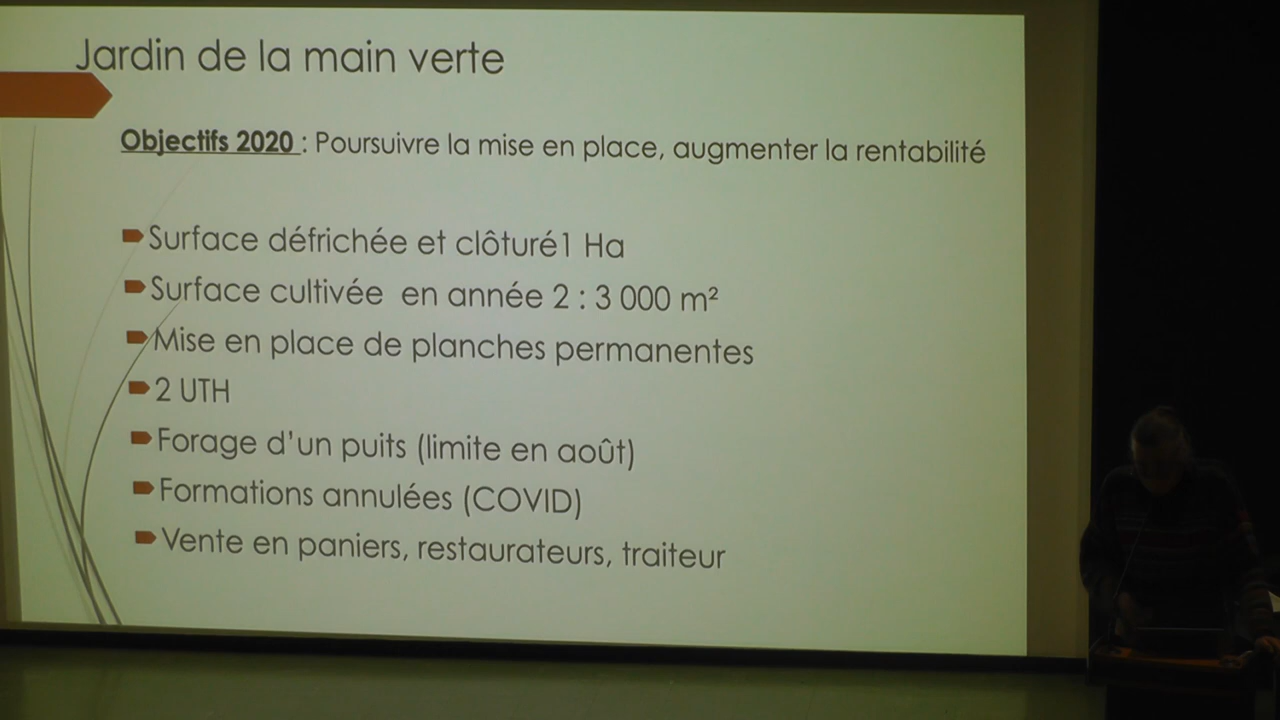 Jardin de la main verte
Objectifs 2020 : Poursuivre la mise en place, augmenter la rentabilité
Surface défrichée et clôturé1 Ha
Surface cultivée en année 2 : 3 000 m²
Mise en place de planches permanentes
2 UTH
Forage d'un puits (limite en août)
Formations annulées (COVID)
Vente en paniers, restaurateurs, traiteur